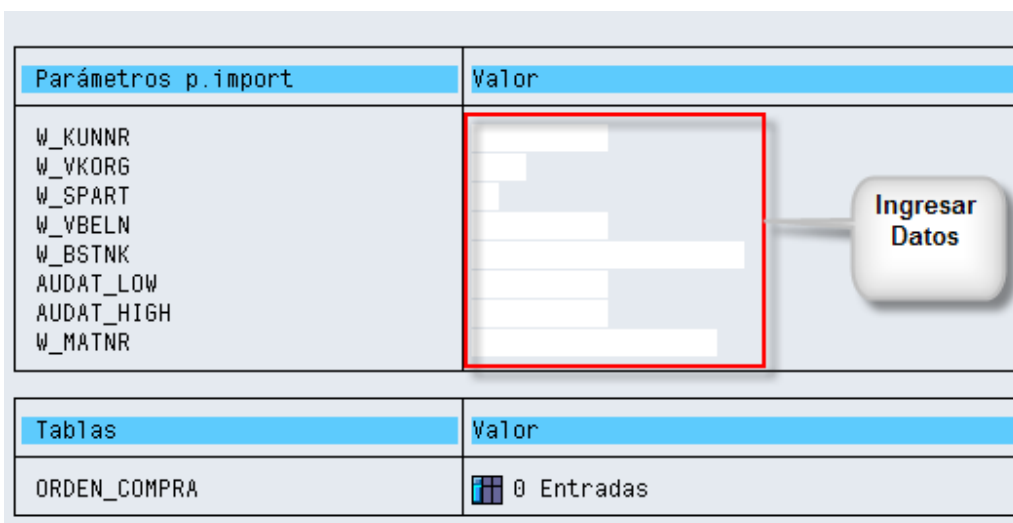 Parámetros p.import Valor
W_KUNNR
W_VKORG
W_SPART
W_VBELN
W_BSTNK
AUDAT_LOW
AUDAT_HIGH
W_MATNR
Ingresar
Datos
Tablas Valor
ORDEN_COMPRA 0 Entradas